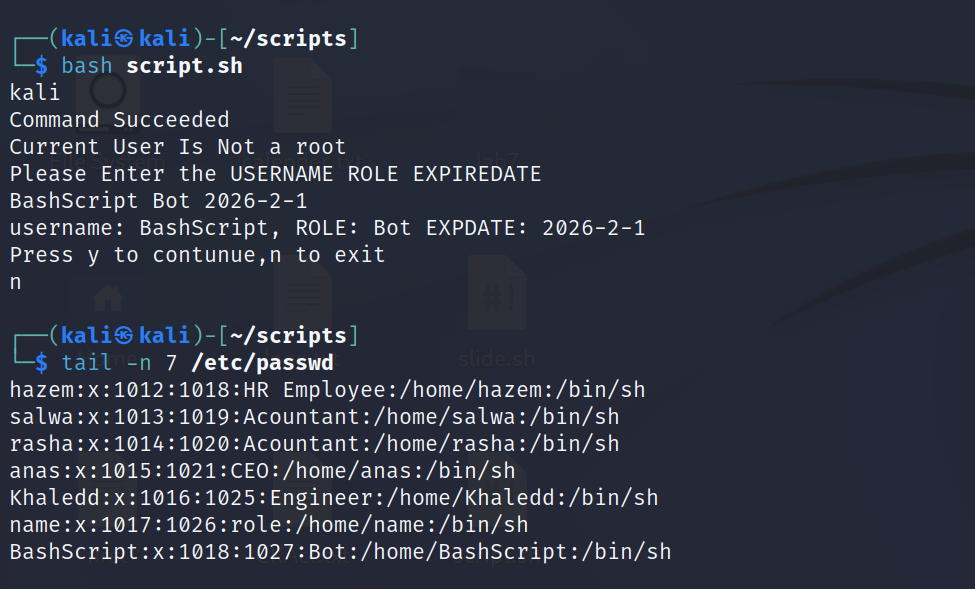 ┌──(kali㉿kali)-[~/scripts]
└─$ bash script.sh
kali
Command Succeeded
Current User Is Not a root
Please Enter the USERNAME ROLE EXPIREDATE
BashScript Bot 2026-2-1
username: BashScript, ROLE: Bot EXPDATE: 2026-2-1
Press y to contunue,n to exit
n
┌──(kali㉿kali)-[~/scripts]
└─$ tail -n 7 /etc/passwd
slide.sh
hazem:x:1012:1018:HR Employee:/home/hazem:/bin/sh
salwa:x:1013:1019:Acountant:/home/salwa:/bin/sh
rasha:x:1014:1020:Acountant:/home/rasha:/bin/sh
anas:x:1015:1021:CEO:/home/anas:/bin/sh
Khaledd:x:1016:1025:Engineer:/home/Khaledd:/bin/sh
name:x:1017:1026:role:/home/name:/bin/sh
BashScript:x:1018:1027:Bot:/home/BashScript:/bin/sh